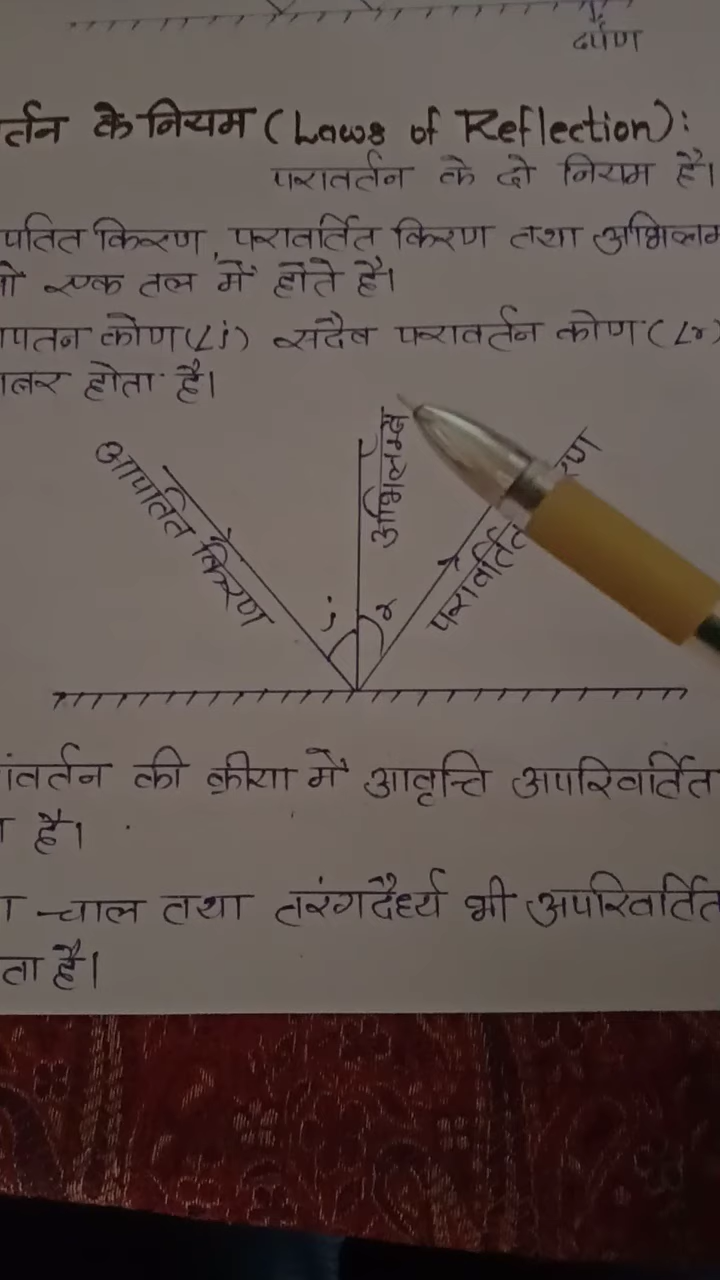 दर्पण
र्तन के नियम (Laws of Reflection):
परावर्तन के दो नियम है।
पतित किरण, परावर्तित किरण तथा अभिलम
एक तल में होते है।
पतन कोण (∠i) सदैव परावर्तन कोण (∠r)
बर होता है।
आपतित किरण
अभिलम्ब
परावर्तित
रण
i
r
वर्तन की क्रीया में आवृत्ति अपरिवर्तित
है।
चाल तथा तरंगदैर्ध्य भी अपरिवर्तित
ता है।